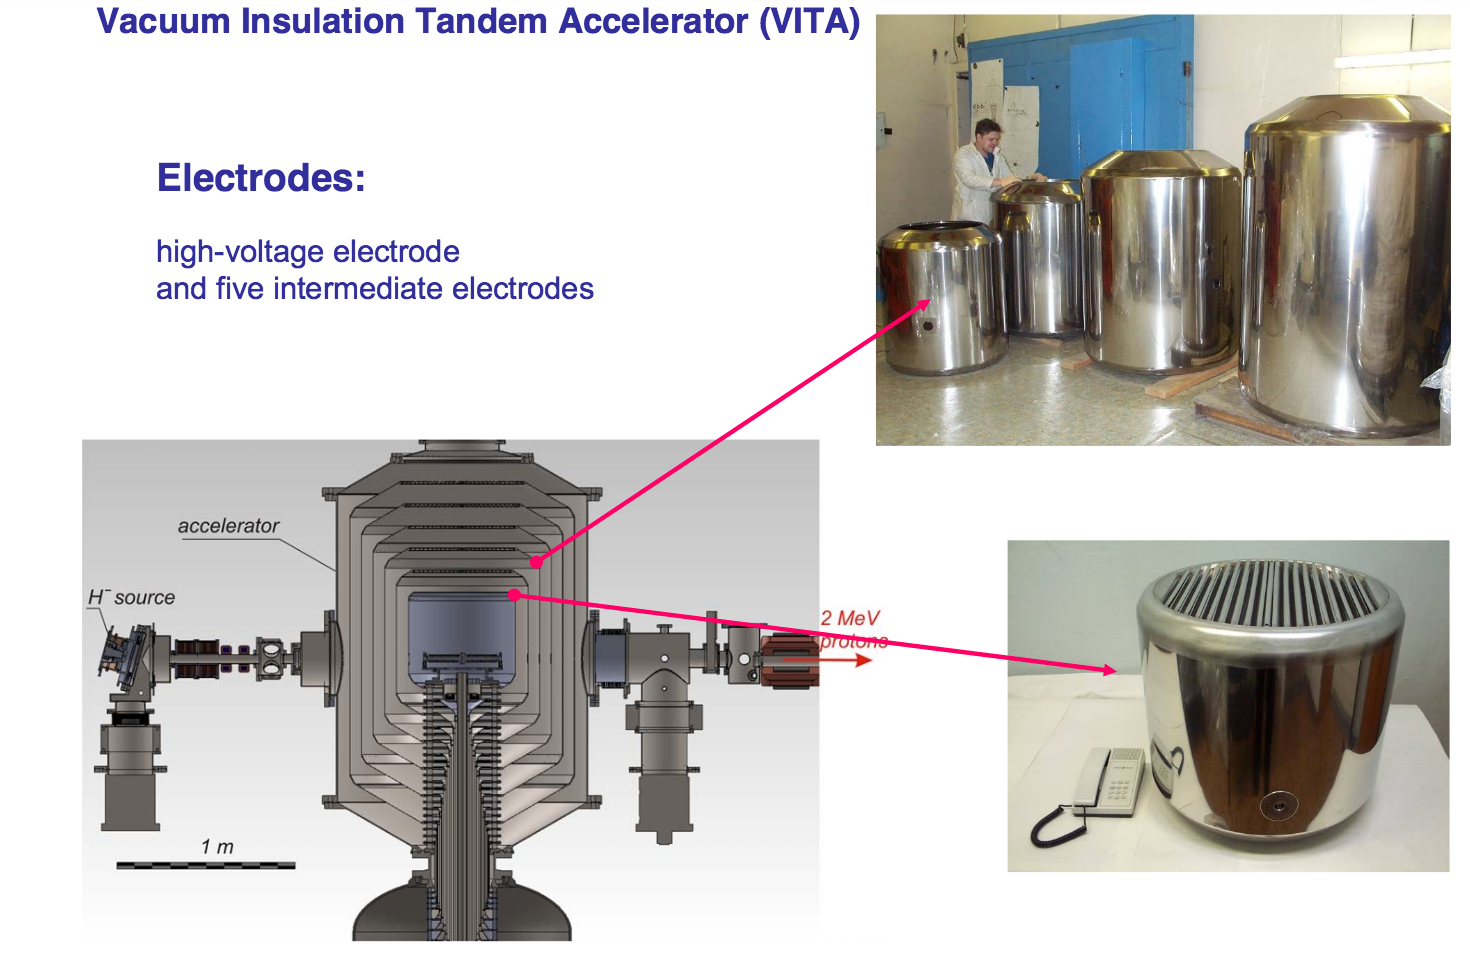 Vacuum Insulation Tandem Accelerator (VITA)
Electrodes:
high-voltage electrode
and five intermediate electrodes
accelerator
H⁻ source
2 MeV
protons
1 m